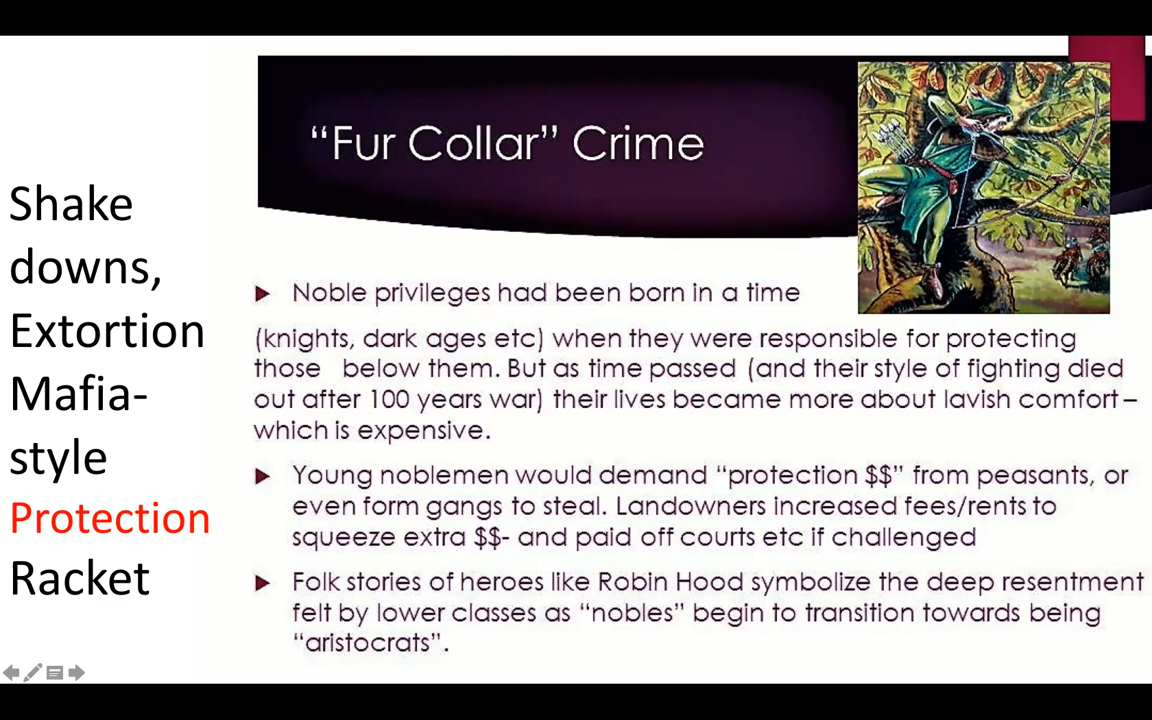 “Fur Collar” Crime
Shake
downs,
Extortion
Mafia-
style
Protection
Racket
Noble privileges had been born in a time
(knights, dark ages etc) when they were responsible for protecting
those below them. But as time passed (and their style of fighting died
out after 100 years war) their lives became more about lavish comfort –
which is expensive.
Young noblemen would demand “protection $$” from peasants, or
even form gangs to steal. Landowners increased fees/rents to
squeeze extra $$- and paid off courts etc if challenged
Folk stories of heroes like Robin Hood symbolize the deep resentment
felt by lower classes as “nobles” begin to transition towards being
“aristocrats”.